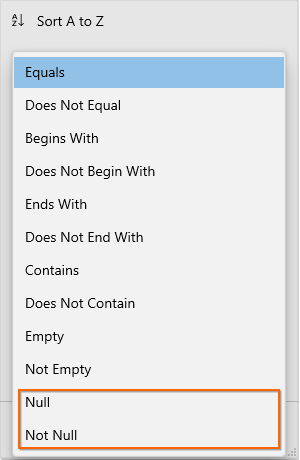 Sort A to Z
Equals
Does Not Equal
Begins With
Does Not Begin With
Ends With
Does Not End With
Contains
Does Not Contain
Empty
Not Empty
Null
Not Null